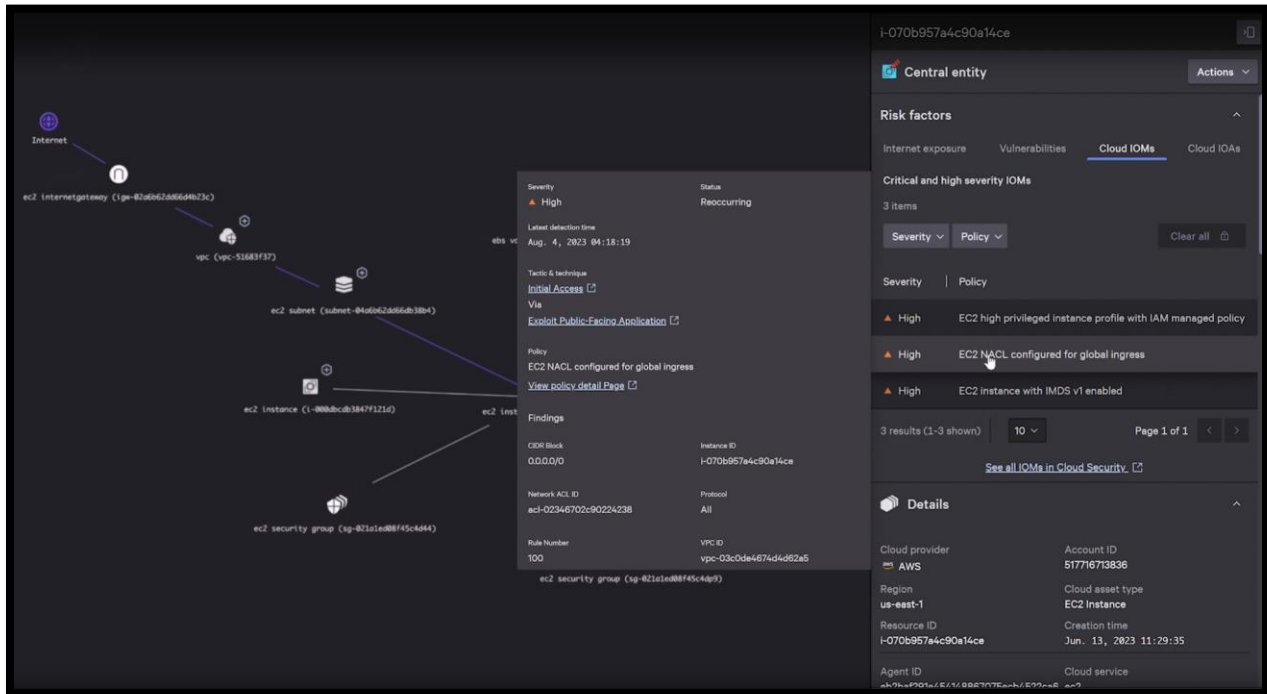 Internet
ec2 internetgateway (igw-02a6b62dd66d4b23c)
vpc (vpc-51683f37)
ec2 subnet (subnet-04a6b62dd66db38b4)
ec2 instance (i-000dbcdb3847f121d)
ec2 security group (sg-021a1ed08f45c4d44)
ebs
ec2
ec2 security group (sg-021a1ed08f45c4dp9)
Severity Status
High Reoccurring
Latest detection time
Aug. 4, 2023 04:18:19
Tactic & technique
Initial Access
Via
Exploit Public-Facing Application
Policy
EC2 NACL configured for global ingress
View policy detail Page
Findings
CIDR Block Instance ID
0.0.0.0/0 i-070b957a4c90a14ce
Network ACL ID Protocol
acl-02346702c90224238 All
Rule Number VPC ID
100 vpc-03c0de4674d4d62a5
i-070b957a4c90a14ce
Central entity Actions
Risk factors
Internet exposure Vulnerabilities Cloud IOMs Cloud IOAs
Critical and high severity IOMs
3 items
Severity Policy Clear all
Severity Policy
High EC2 high privileged instance profile with IAM managed policy
High EC2 NACL configured for global ingress
High EC2 instance with IMDS v1 enabled
3 results (1-3 shown) 10 Page 1 of 1
See all IOMs in Cloud Security
Details
Cloud provider Account ID
aws AWS 517716713836
Region Cloud asset type
us-east-1 EC2 Instance
Resource ID Creation time
i-070b957a4c90a14ce Jun. 13, 2023 11:29:35
Agent ID Cloud service
ec2